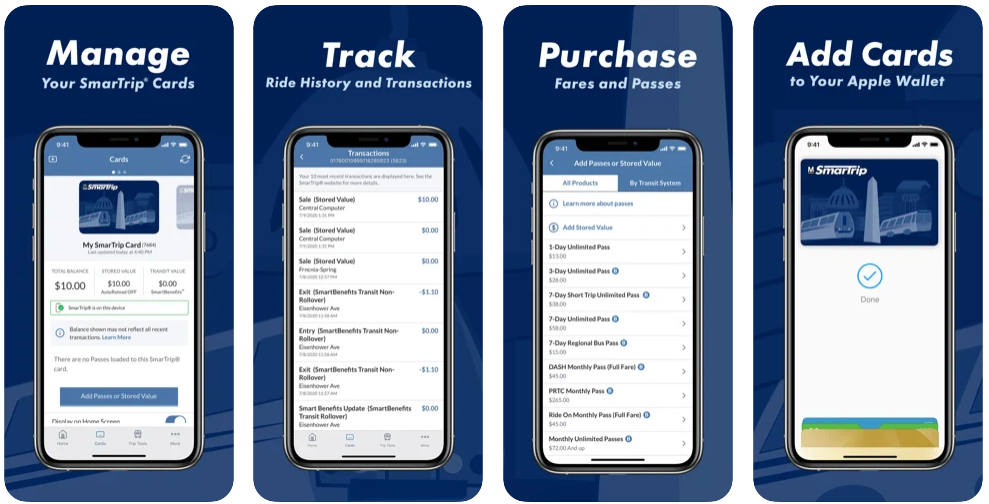 Manage
Your SmarTrip® Cards
9:41
Cards
SmarTrip
My SmarTrip Card (7684)
Last updated today at 4:40 PM
TOTAL BALANCE
$10.00
STORED VALUE
$10.00
AutoReload OFF
TRANSIT VALUE
$0.00
SmartBenefits®
SmarTrip® is on this device
Balance shown may not reflect all recent
transactions. Learn More
There are no Passes loaded to this SmarTrip®
card.
Add Passes or Stored Value
Display on Home Screen
Home
Cards
Trip Tools
More
Track
Ride History and Transactions
9:41
Transactions
Your 10 most recent transactions are displayed here. See the
SmarTrip® website for more details.
Sale (Stored Value)
$10.00
Central Computer
7/9/2020 1:31 PM
Sale (Stored Value)
$0.00
Central Computer
7/9/2020 1:31 PM
Sale (Stored Value)
$0.00
Frncnia-Spring
7/8/2020 12:57 PM
Exit (SmartBenefits Transit Non-
Rollover)
-$1.10
Eisenhower Ave
7/8/2020 11:58 AM
Entry (SmartBenefits Transit Non-
Rollover)
$0.00
Eisenhower Ave
7/8/2020 11:58 AM
Exit (SmartBenefits Transit Non-
Rollover)
-$1.10
Eisenhower Ave
7/8/2020 11:57 AM
Smart Benefits Update (SmartBenefits
Transit Rollover)
$0.00
Eisenhower Ave
Home
Cards
Trip Tools
More
Purchase
Fares and Passes
9:41
Add Passes or Stored Value
All Products
By Transit System
Learn more about passes
Add Stored Value
1-Day Unlimited Pass
$13.00
3-Day Unlimited Pass B
$28.00
7-Day Short Trip Unlimited Pass B
$38.00
7-Day Unlimited Pass B
$58.00
7-Day Regional Bus Pass B
$15.00
DASH Monthly Pass (Full Fare) B
$45.00
PRTC Monthly Pass B
$265.00
Ride On Monthly Pass (Full Fare) B
$45.00
Monthly Unlimited Passes B
$72.00 And up
Add Cards
to Your Apple Wallet
9:41
M SmarTrip
Done